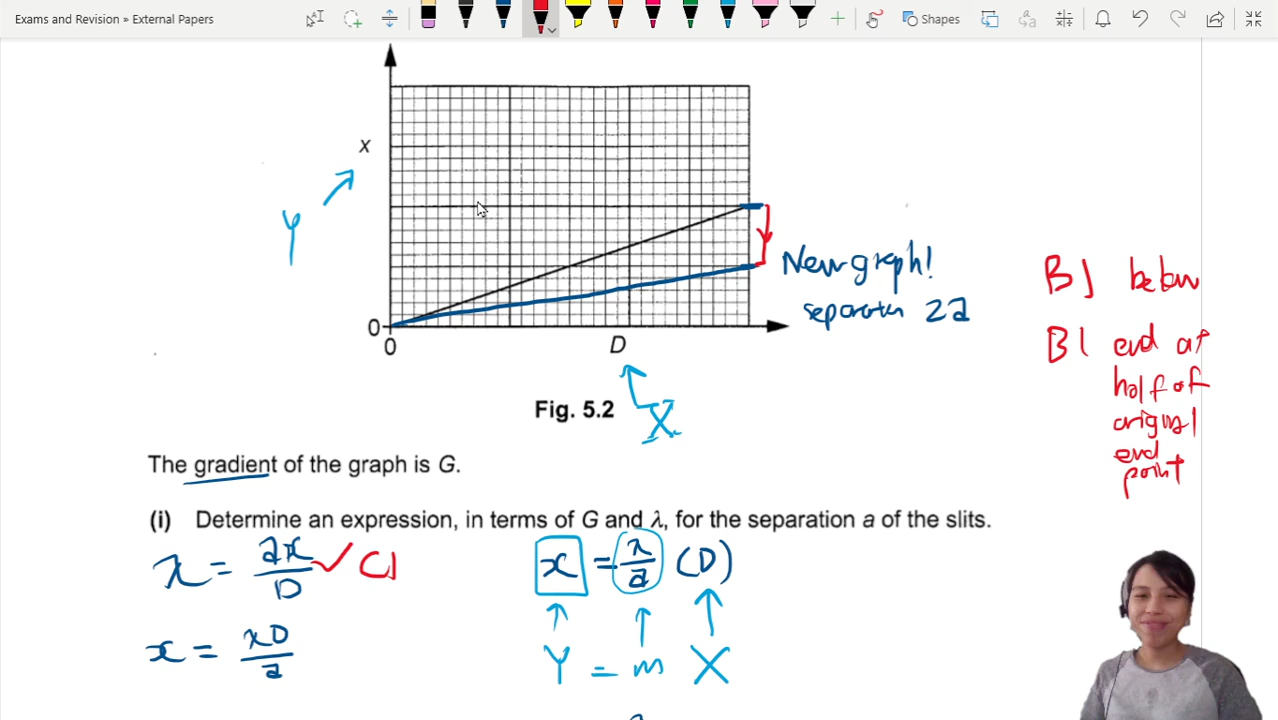 Exams and Revision » External Papers
Shapes
X
Y
New graph!
separation 2a
0
0
D
X
Fig. 5.2
B1 below
B1 end at
half of
original
end
point
The gradient of the graph is G.
(i) Determine an expression, in terms of G and λ, for the separation a of the slits.
λ = ax/D ✓ C1
x = λ/a (D)
x = λD/a
Y = m X